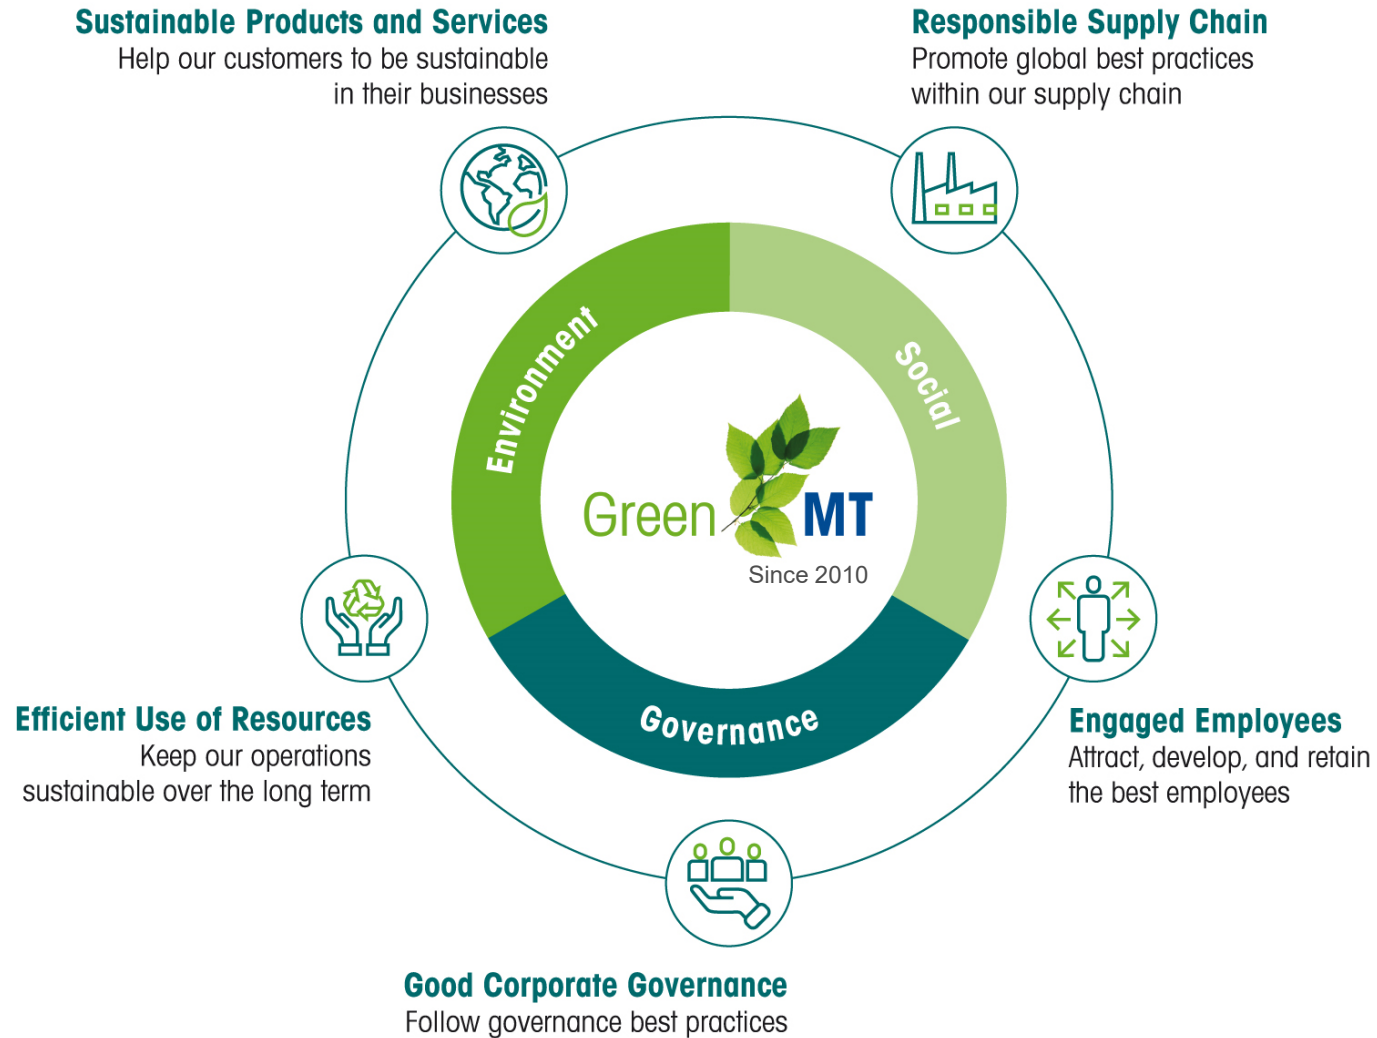 Sustainable Products and Services
Help our customers to be sustainable
in their businesses
Responsible Supply Chain
Promote global best practices
within our supply chain
Environment
Social
Green MT
Since 2010
Governance
Efficient Use of Resources
Keep our operations
sustainable over the long term
Engaged Employees
Attract, develop, and retain
the best employees
Good Corporate Governance
Follow governance best practices